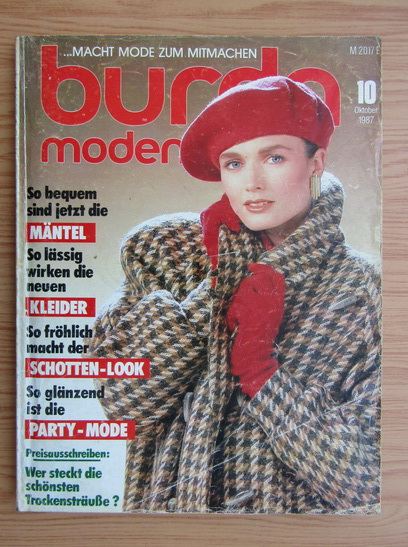 ...MACHT MODE ZUM MITMACHEN
M 2017 E
burda
moden
10
Oktober
1987
So bequem
sind jetzt die
MÄNTEL
So lässig
wirken die
neuen
KLEIDER
So fröhlich
macht der
SCHOTTEN-LOOK
So glänzend
ist die
PARTY-MODE
Preisausschreiben:
Wer steckt die
schönsten
Trockensträuße?